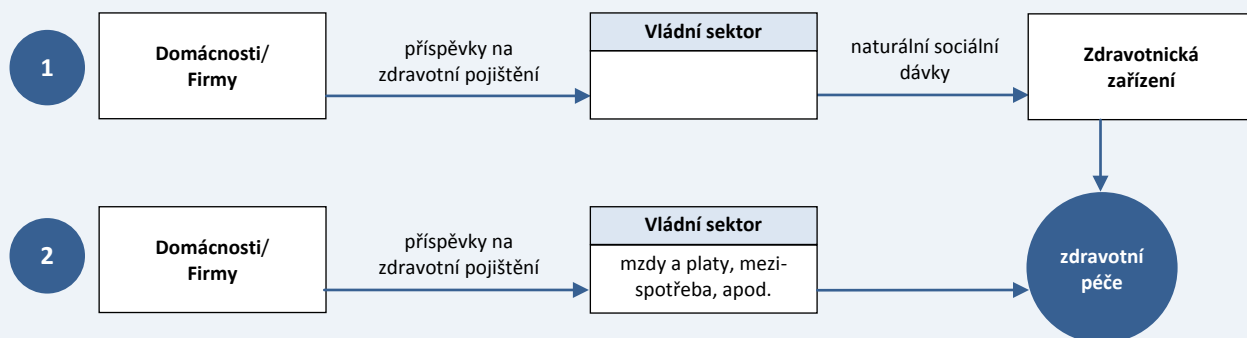 1
Domácnosti/
Firmy
příspěvky na
zdravotní pojištění
Vládní sektor
naturální sociální
dávky
Zdravotnická
zařízení
2
Domácnosti/
Firmy
příspěvky na
zdravotní pojištění
Vládní sektor
mzdy a platy, mezi-
spotřeba, apod.
zdravotní
péče